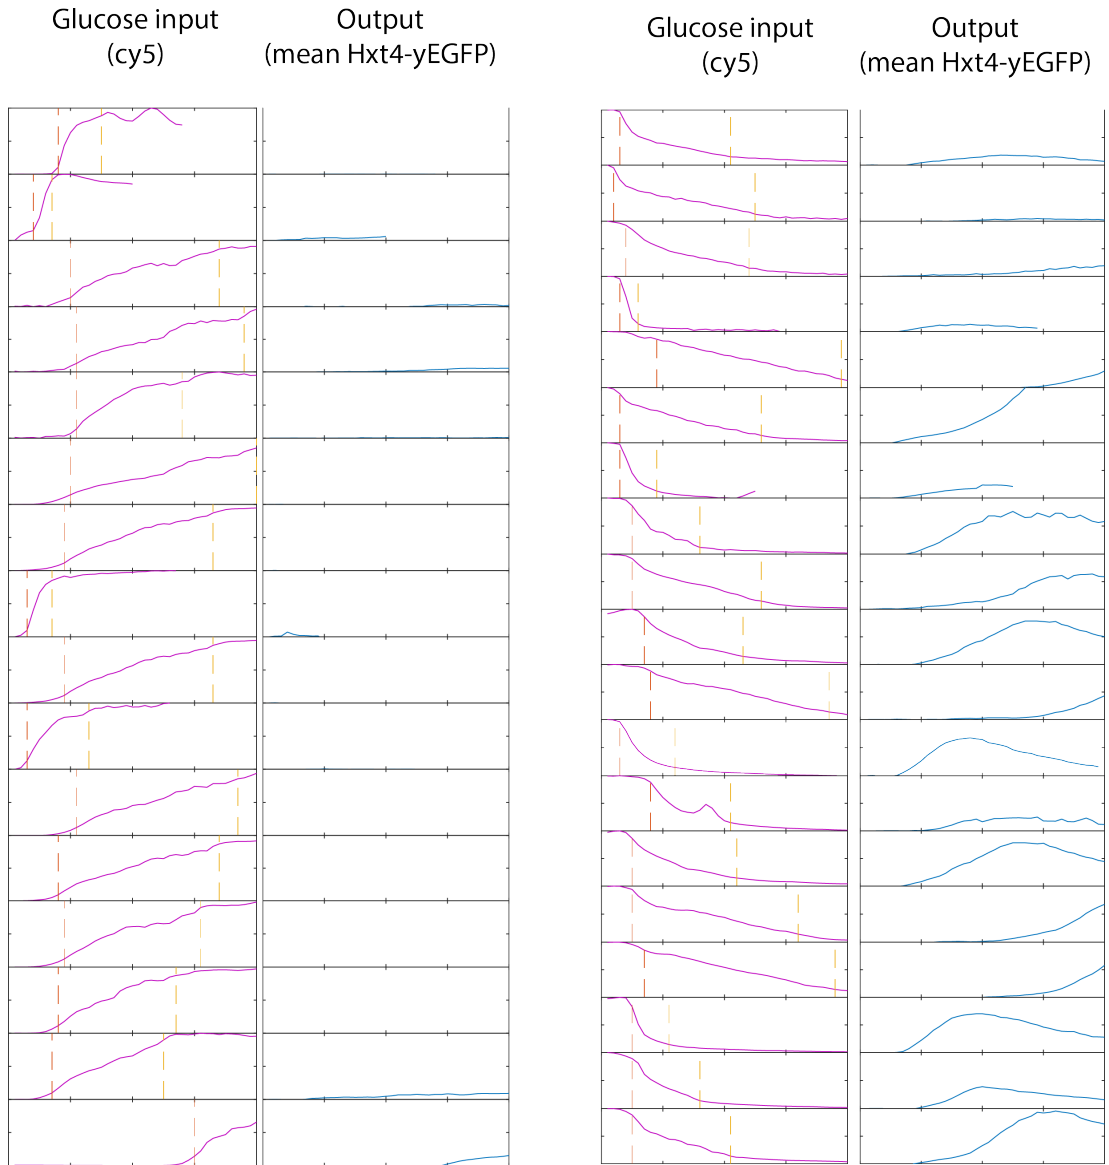 Glucose input
(cy5)
Output
(mean Hxt4-yEGFP)
Glucose input
(cy5)
Output
(mean Hxt4-yEGFP)